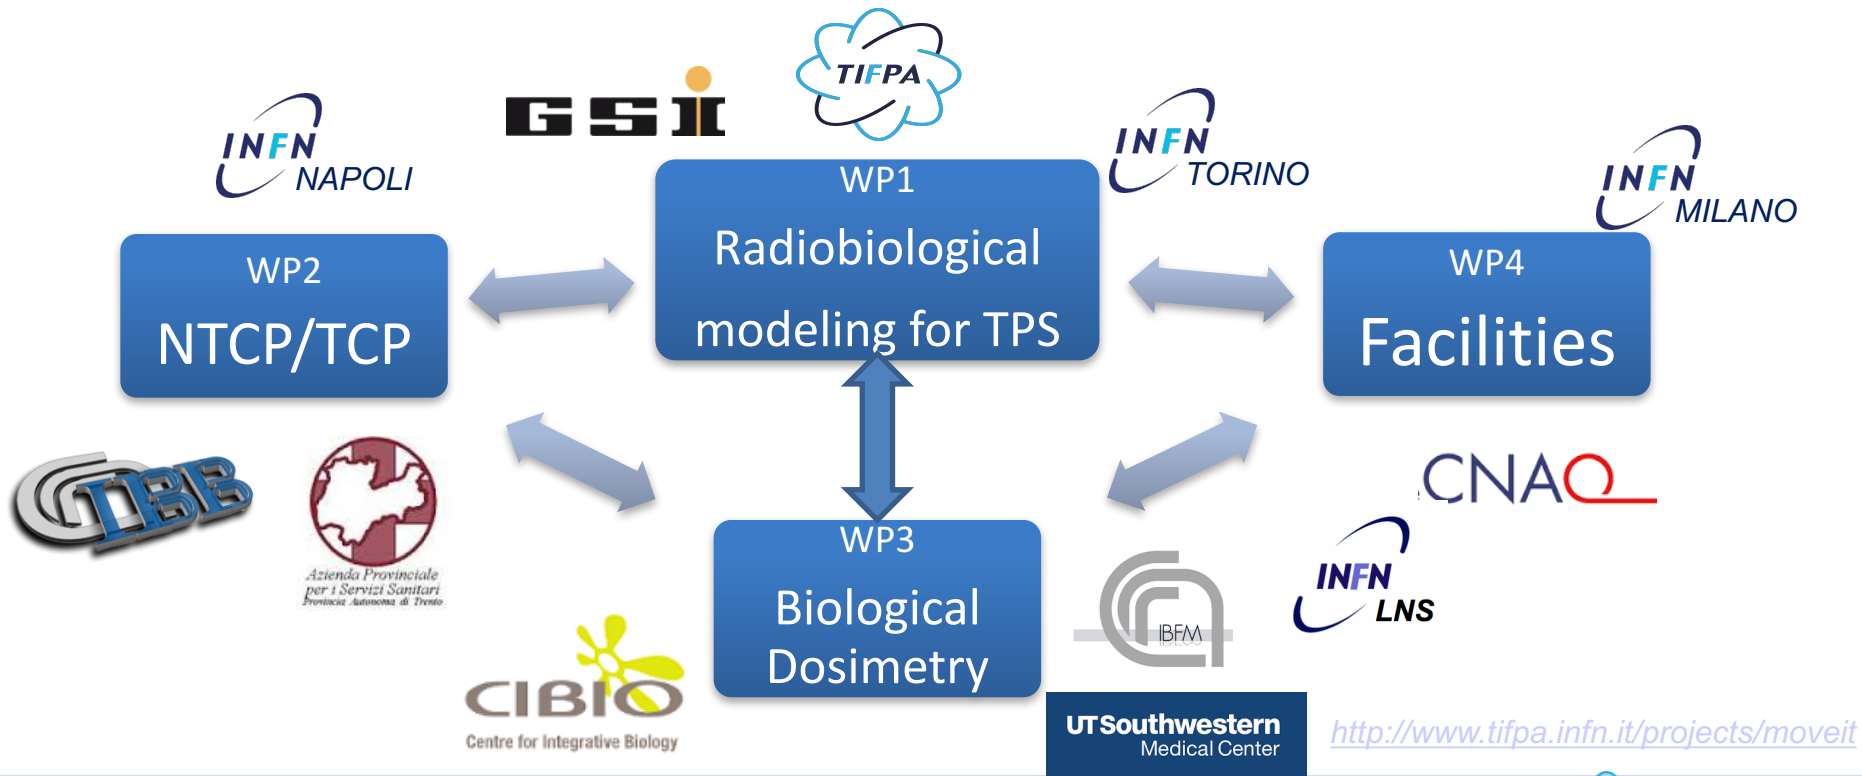 TIFPA
GSI
INFN
NAPOLI
INFN
TORINO
INFN
MILANO
WP1
Radiobiological
modeling for TPS
WP2
NTCP/TCP
WP4
Facilities
IBB
Azienda Provinciale
per i Servizi Sanitari
Provincia Autonoma di Trento
CNAO
INFN
LNS
WP3
Biological
Dosimetry
IBFM
CIBIO
Centre for Integrative Biology
UTSouthwestern
Medical Center
http://www.tifpa.infn.it/projects/moveit